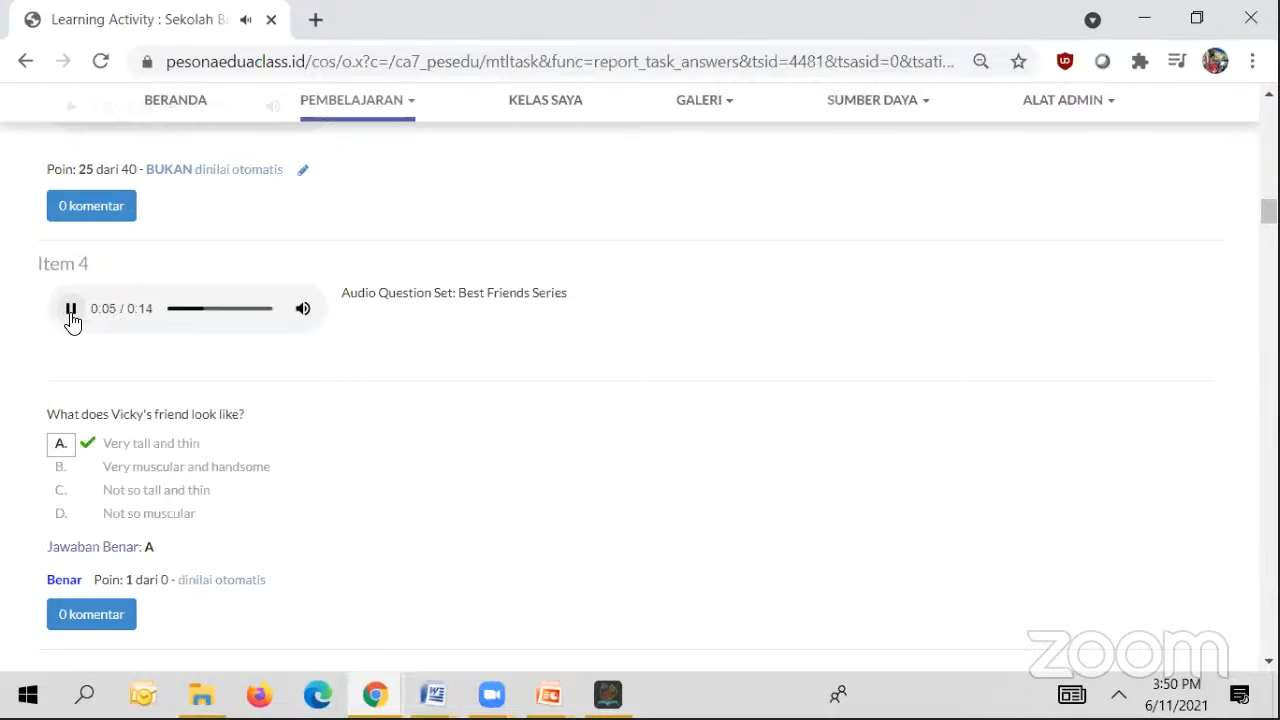 Learning Activity : Sekolah B
pesonaeduaclass.id/cos/o.x?c=/ca7_pesedu/mtltask&func=report_task_answers&tsid=4481&tsasid=0&tsati...
BERANDA PEMBELAJARAN KELAS SAYA GALERI SUMBER DAYA ALAT ADMIN
Poin: 25 dari 40 - BUKAN dinilai otomatis
0 komentar
Item 4
0:05 / 0:14
Audio Question Set: Best Friends Series
What does Vicky's friend look like?
A. Very tall and thin
B. Very muscular and handsome
C. Not so tall and thin
D. Not so muscular
Jawaban Benar: A
Benar Poin: 1 dari 0 - dinilai otomatis
0 komentar
zoom
3:50 PM
6/11/2021